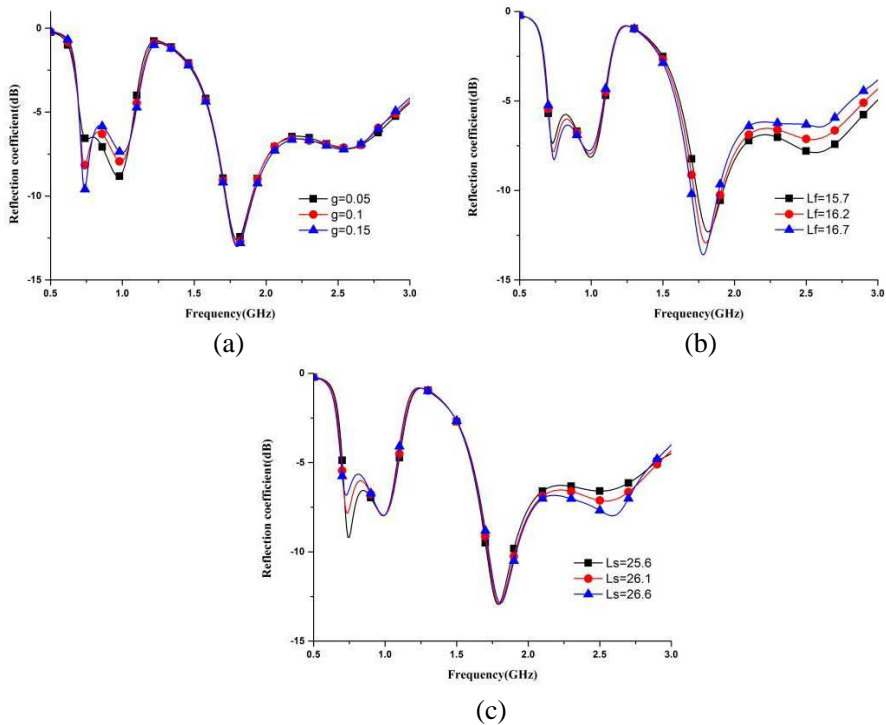 0
-5
-10
-15
Reflection coefficient(dB)
g=0.05
g=0.1
g=0.15
0.5 1.0 1.5 2.0 2.5 3.0
Frequency(GHz)
(a)
0
-5
-10
-15
Reflection coefficient(dB)
Lf=15.7
Lf=16.2
Lf=16.7
0.5 1.0 1.5 2.0 2.5 3.0
Frequency(GHz)
(b)
0
-5
-10
-15
Reflection coefficient(dB)
Ls=25.6
Ls=26.1
Ls=26.6
0.5 1.0 1.5 2.0 2.5 3.0
Frequency(GHz)
(c)